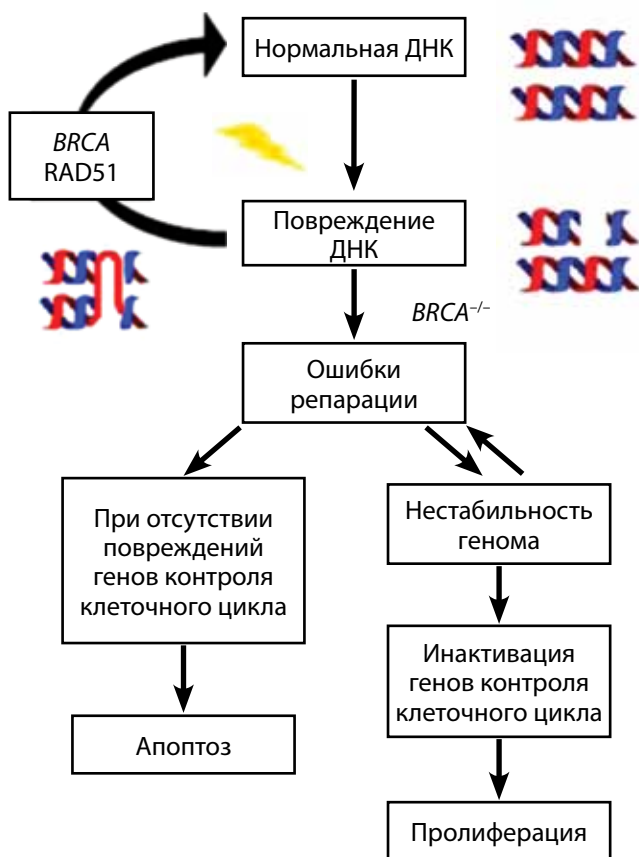 Нормальная ДНК
BRCA
RAD51
Повреждение
ДНК
BRCA⁻/⁻
Ошибки
репарации
При отсутствии
повреждений
генов контроля
клеточного цикла
Апоптоз
Нестабильность
генома
Инактивация
генов контроля
клеточного цикла
Пролиферация